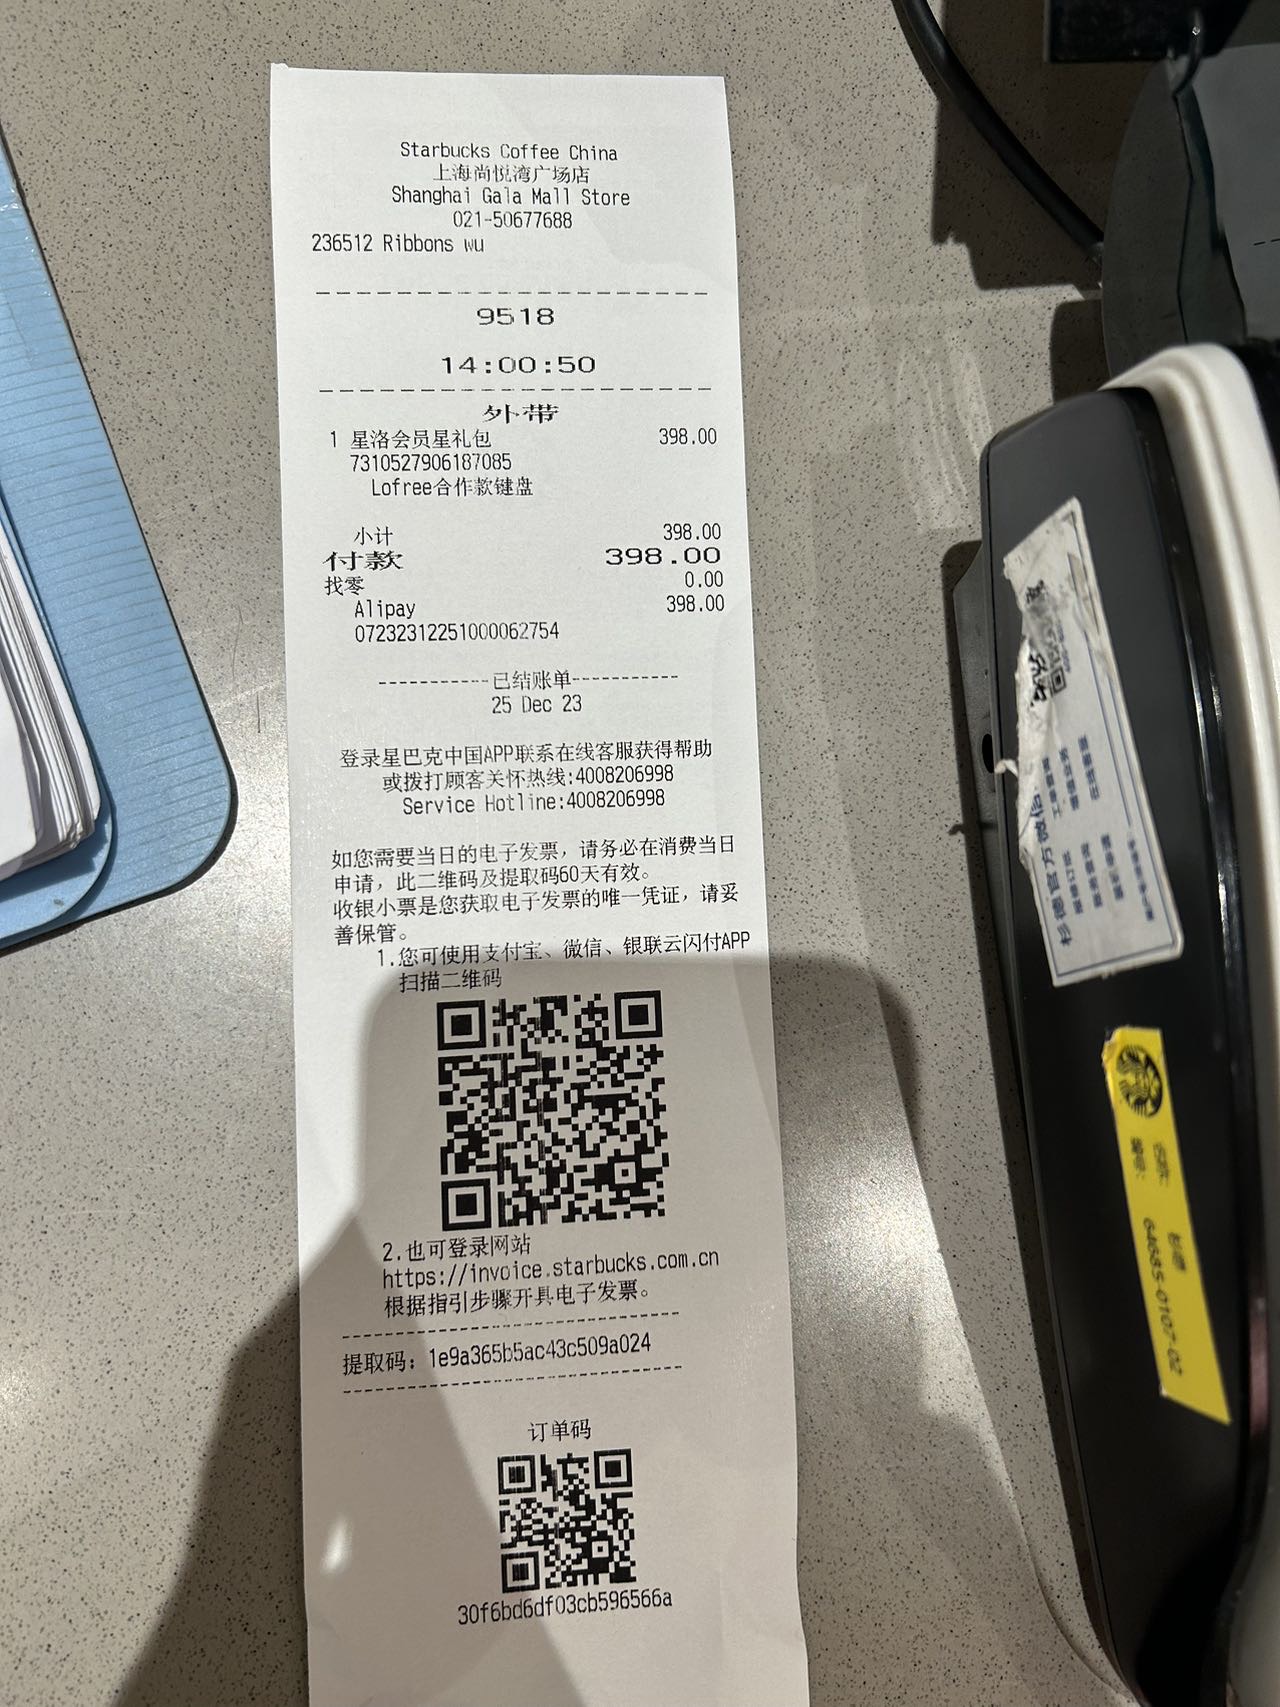 Starbucks Coffee China
上海尚悦湾广场店
Shanghai Gala Mall Store
021-50677688
236512 Ribbons wu
9518
14:00:50
外带
1 星洛会员星礼包 398.00
7310527906187085
Lofree合作款键盘
小计 398.00
付款 398.00
找零 0.00
Alipay 398.00
07232312251000062754
-----------已结账单-----------
25 Dec 23
登录星巴克中国APP联系在线客服获得帮助
或拨打顾客关怀热线:4008206998
Service Hotline:4008206998
如您需要当日的电子发票，请务必在消费当日
申请，此二维码及提取码60天有效。
收银小票是您获取电子发票的唯一凭证，请妥
善保管。
1.您可使用支付宝、微信、银联云闪付APP
扫描二维码
2.也可登录网站
https://invoice.starbucks.com.cn
根据指引步骤开具电子发票。
提取码：1e9a365b5ac43c509a024
订单码
30f6bd6df03cb596566a
杉德官方微信
编号：
64685-0107-02